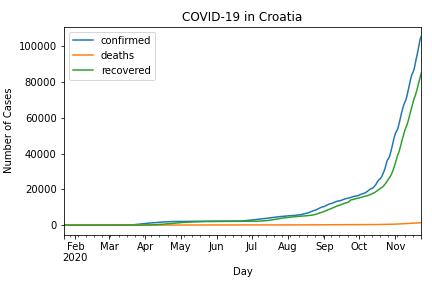 COVID-19 in Croatia
confirmed
deaths
recovered
Number of Cases
100000
80000
60000
40000
20000
0
Feb Mar Apr May Jun Jul Aug Sep Oct Nov
2020
Day